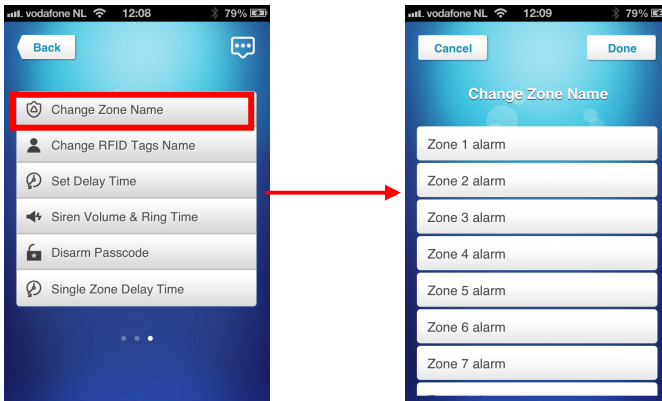 vodafone NL 12:08 79%
Back
Change Zone Name
Change RFID Tags Name
Set Delay Time
Siren Volume & Ring Time
Disarm Passcode
Single Zone Delay Time
vodafone NL 12:09 79%
Cancel Done
Change Zone Name
Zone 1 alarm
Zone 2 alarm
Zone 3 alarm
Zone 4 alarm
Zone 5 alarm
Zone 6 alarm
Zone 7 alarm